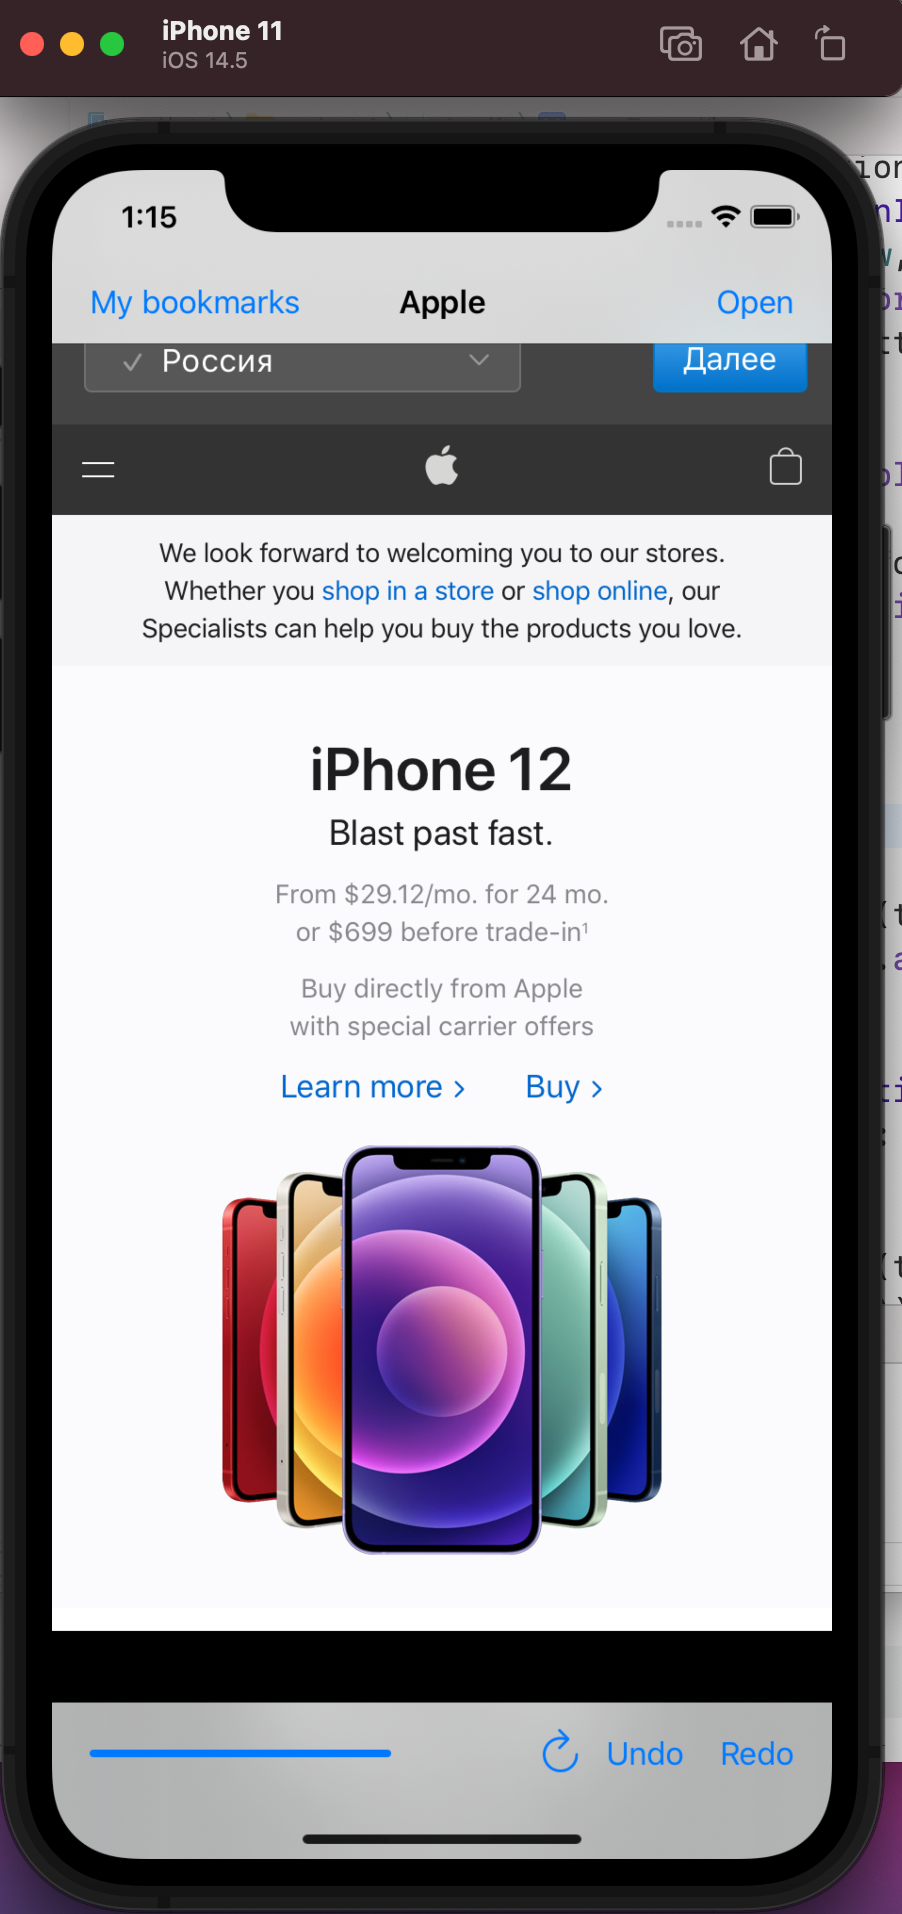 iPhone 11
iOS 14.5
1:15
My bookmarks Apple Open
Россия Далее
We look forward to welcoming you to our stores.
Whether you shop in a store or shop online, our
Specialists can help you buy the products you love.
iPhone 12
Blast past fast.
From $29.12/mo. for 24 mo.
or $699 before trade-in¹
Buy directly from Apple
with special carrier offers
Learn more > Buy >
Undo Redo